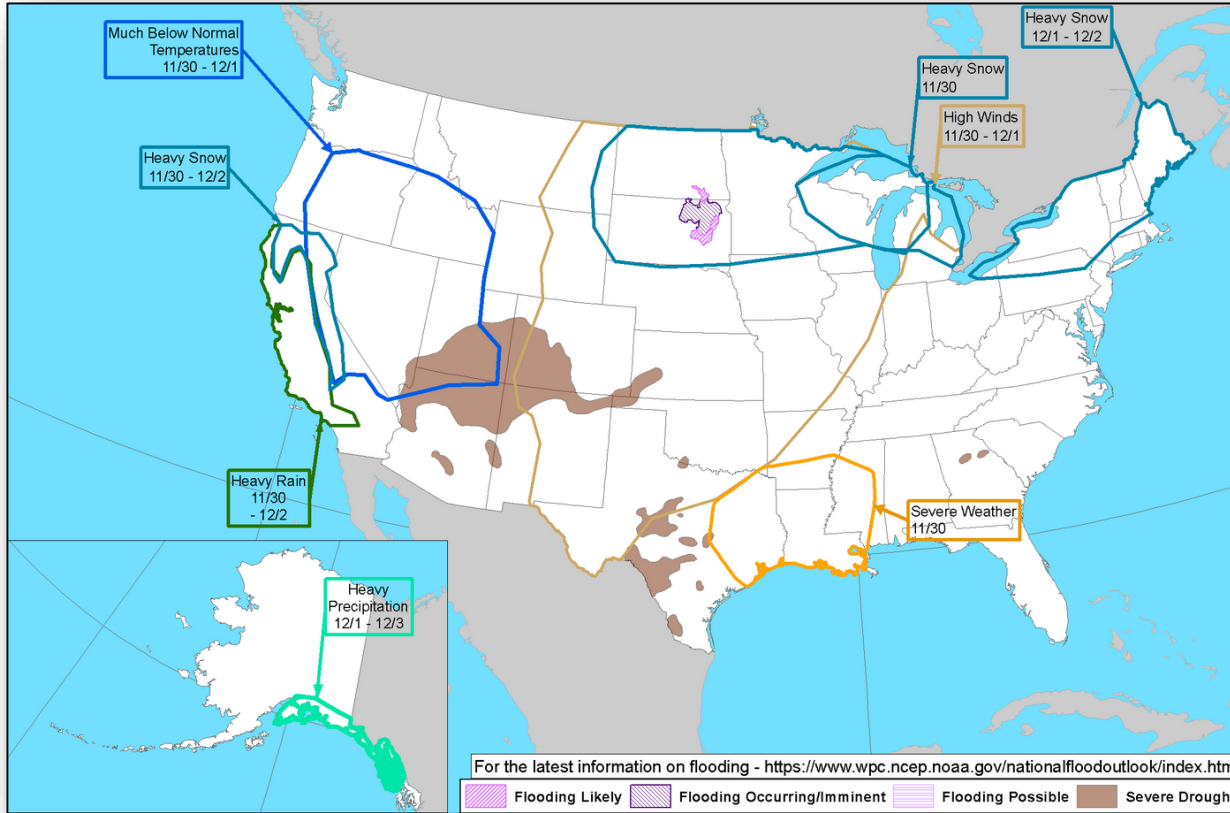 Much Below Normal
Temperatures
11/30 - 12/1
Heavy Snow
12/1 - 12/2
Heavy Snow
11/30
High Winds
11/30 - 12/1
Heavy Snow
11/30 - 12/2
Heavy Rain
11/30
- 12/2
Severe Weather
11/30
Heavy
Precipitation
12/1 - 12/3
For the latest information on flooding - https://www.wpc.ncep.noaa.gov/nationalfloodoutlook/index.htm
Flooding Likely Flooding Occurring/Imminent Flooding Possible Severe Drough